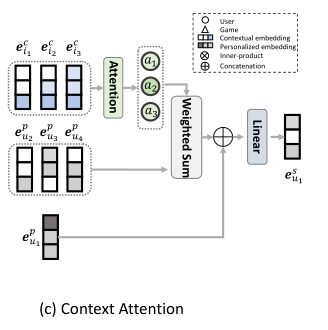 User
Game
Contextual embedding
Personalized embedding
Inner-product
Concatenation
e^c_{i_1} e^c_{i_2} e^c_{i_3}
Attention
a_1
a_2
a_3
e^p_{u_2} e^p_{u_3} e^p_{u_4}
Weighted Sum
Linear
e^s_{u_1}
e^p_{u_1}
(c) Context Attention